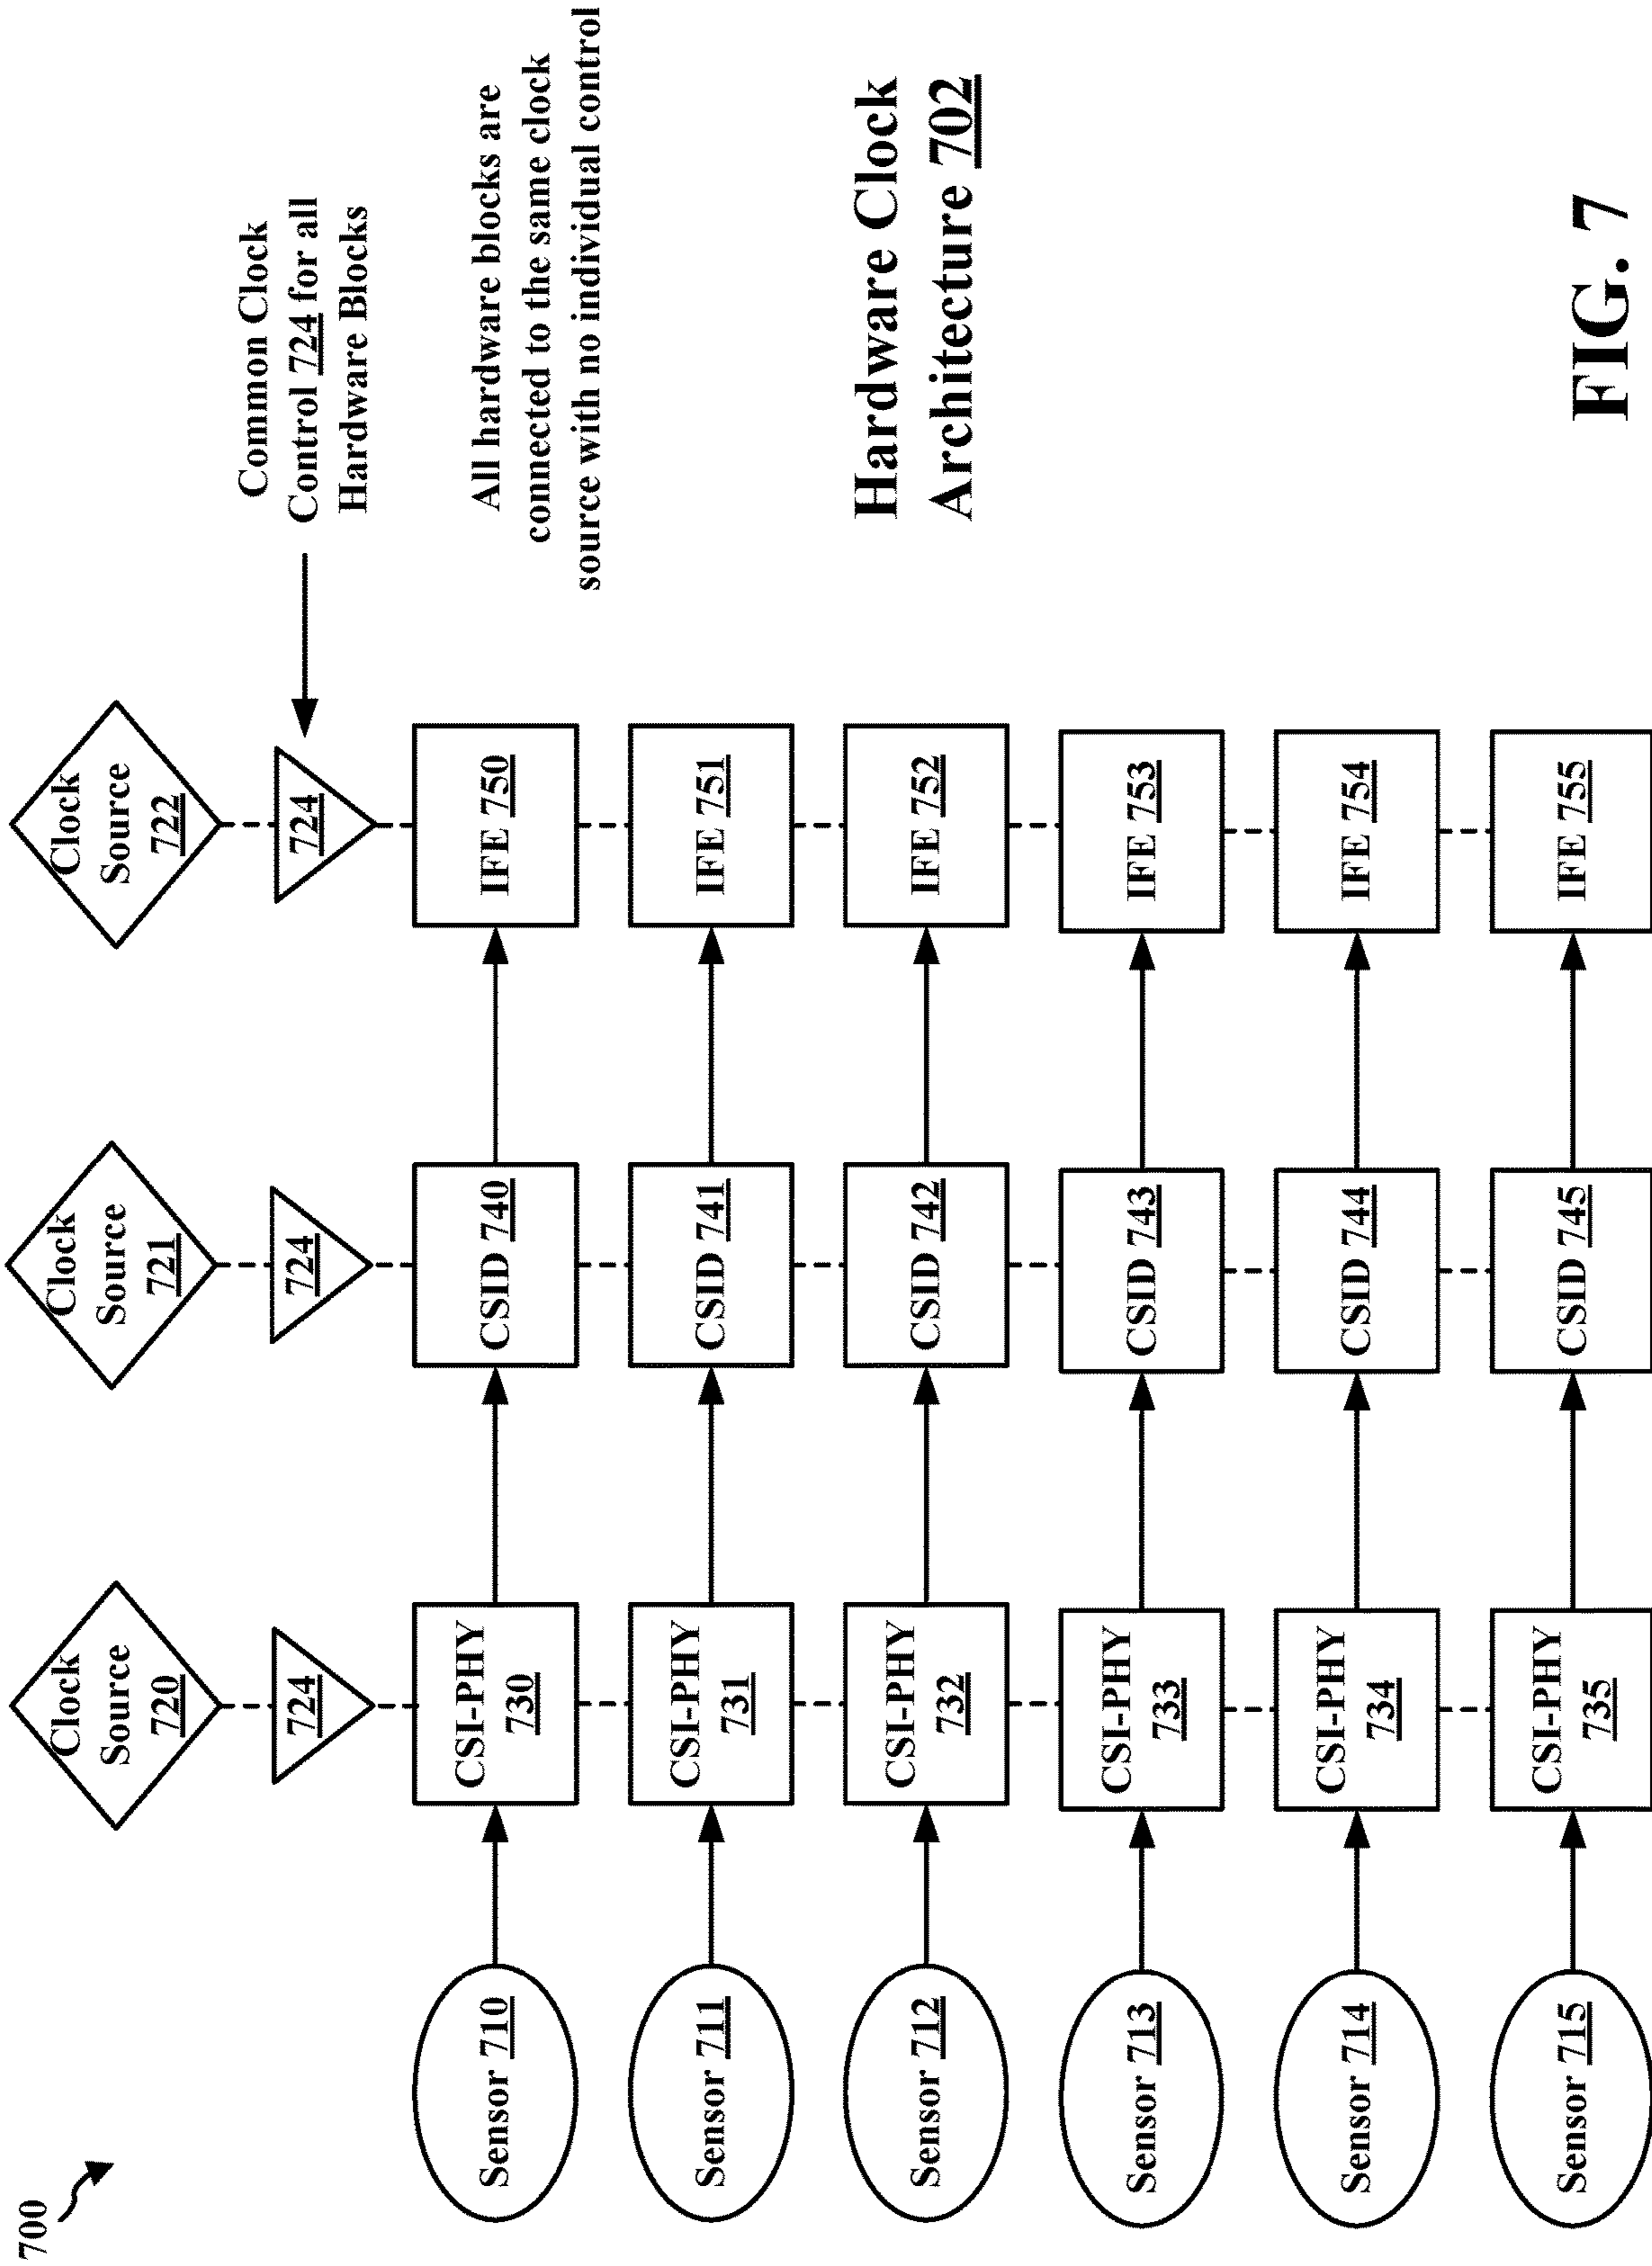 700
Clock
Source
720
Clock
Source
721
Clock
Source
722
724
724
724
Common Clock
Control 724 for all
Hardware Blocks
All hardware blocks are
connected to the same clock
source with no individual control
Sensor 710
CSI-PHY
730
CSID 740
IFE 750
Sensor 711
CSI-PHY
731
CSID 741
IFE 751
Sensor 712
CSI-PHY
732
CSID 742
IFE 752
Hardware Clock
Architecture 702
Sensor 713
CSI-PHY
733
CSID 743
IFE 753
Sensor 714
CSI-PHY
734
CSID 744
IFE 754
Sensor 715
CSI-PHY
735
CSID 745
IFE 755
FIG. 7